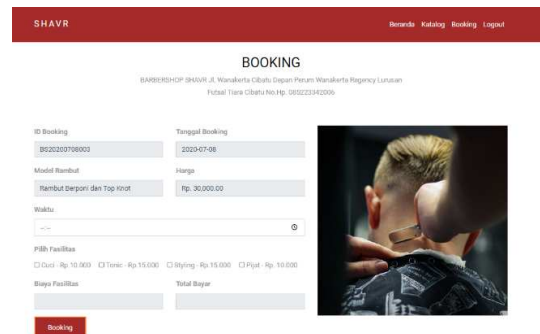 SHAVR
Beranda Katalog Booking Logout
BOOKING
BARBERSHOP SHAVR Jl. Wanakerta Cibatu Depan Perum Wanakerta Regency Lurusan
Futsal Tiara Cibatu No.Hp. 085223342006
ID Booking
Tanggal Booking
BS20200708003
2020-07-08
Model Rambut
Harga
Rambut Berponi dan Top Knot
Rp. 30,000.00
Waktu
--:--
Pilih Fasilitas
Cuci - Rp.10.000 Tonic - Rp.15.000 Styling - Rp.15.000 Pijat - Rp. 10.000
Biaya Fasilitas
Total Bayar
Booking